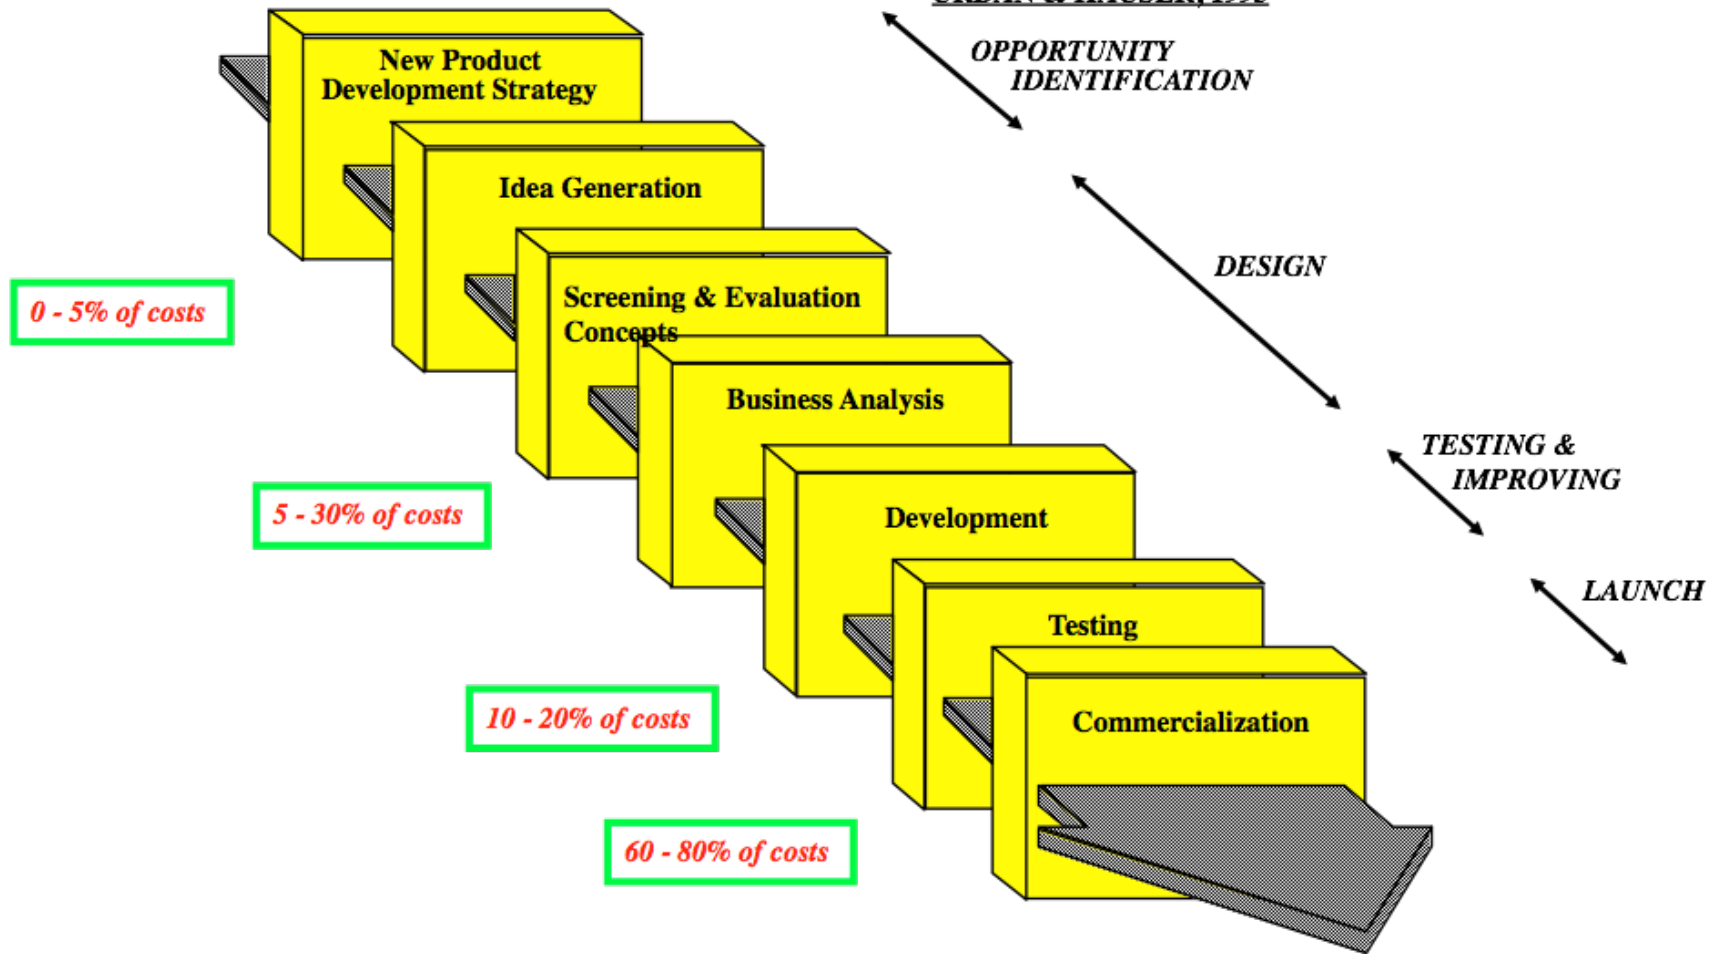 New Product
Development Strategy
OPPORTUNITY
IDENTIFICATION
Idea Generation
DESIGN
0 - 5% of costs
Screening & Evaluation
Concepts
Business Analysis
TESTING &
IMPROVING
5 - 30% of costs
Development
LAUNCH
Testing
10 - 20% of costs
Commercialization
60 - 80% of costs